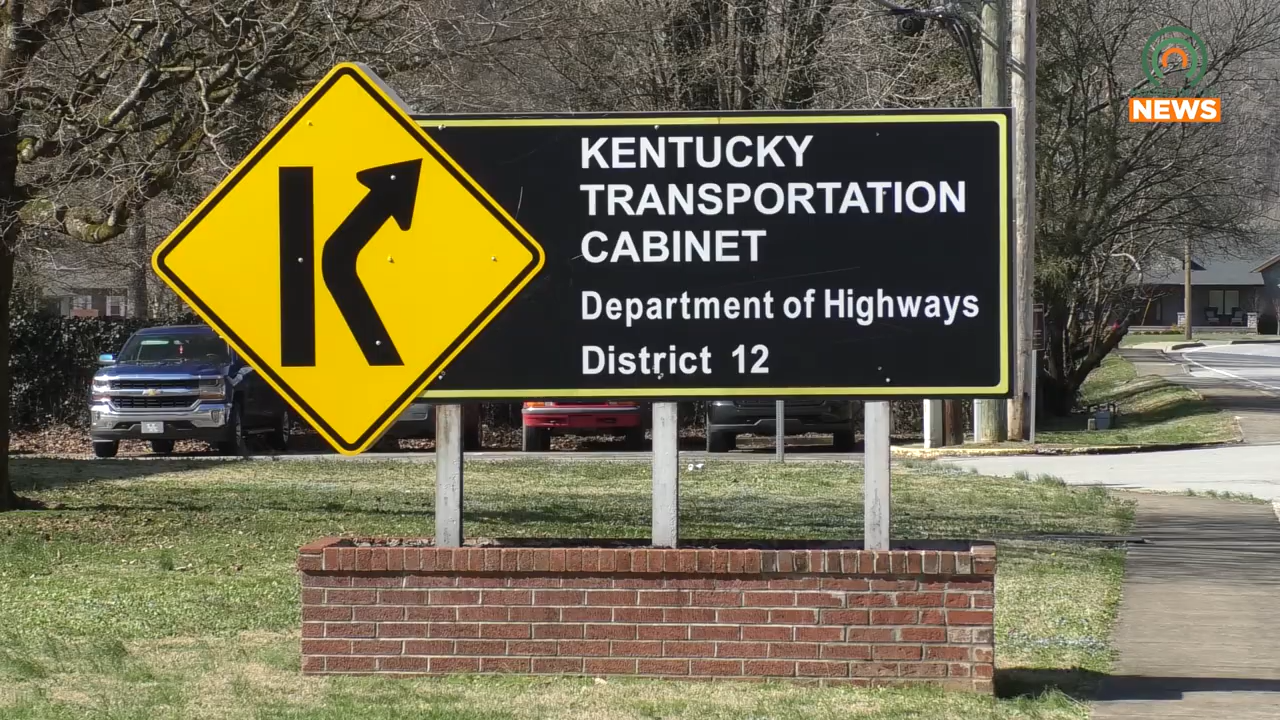 NEWS
KENTUCKY
TRANSPORTATION
CABINET
Department of Highways
District 12